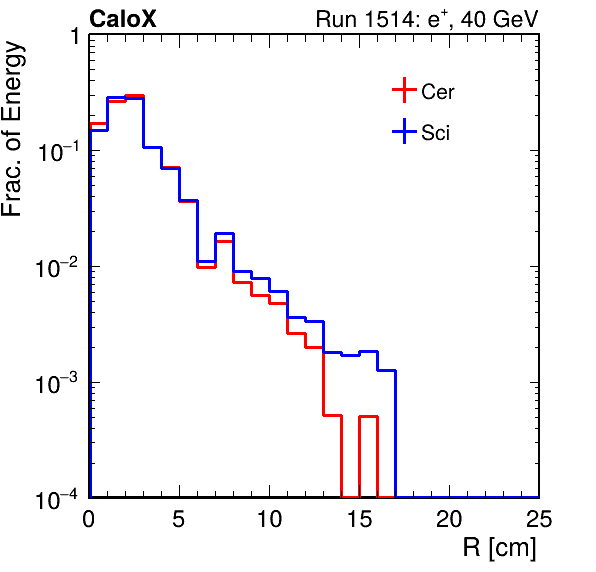 CaloX Run 1514: e⁺, 40 GeV
Frac. of Energy
1
10⁻¹
10⁻²
10⁻³
10⁻⁴
Cer
Sci
0 5 10 15 20 25
R [cm]